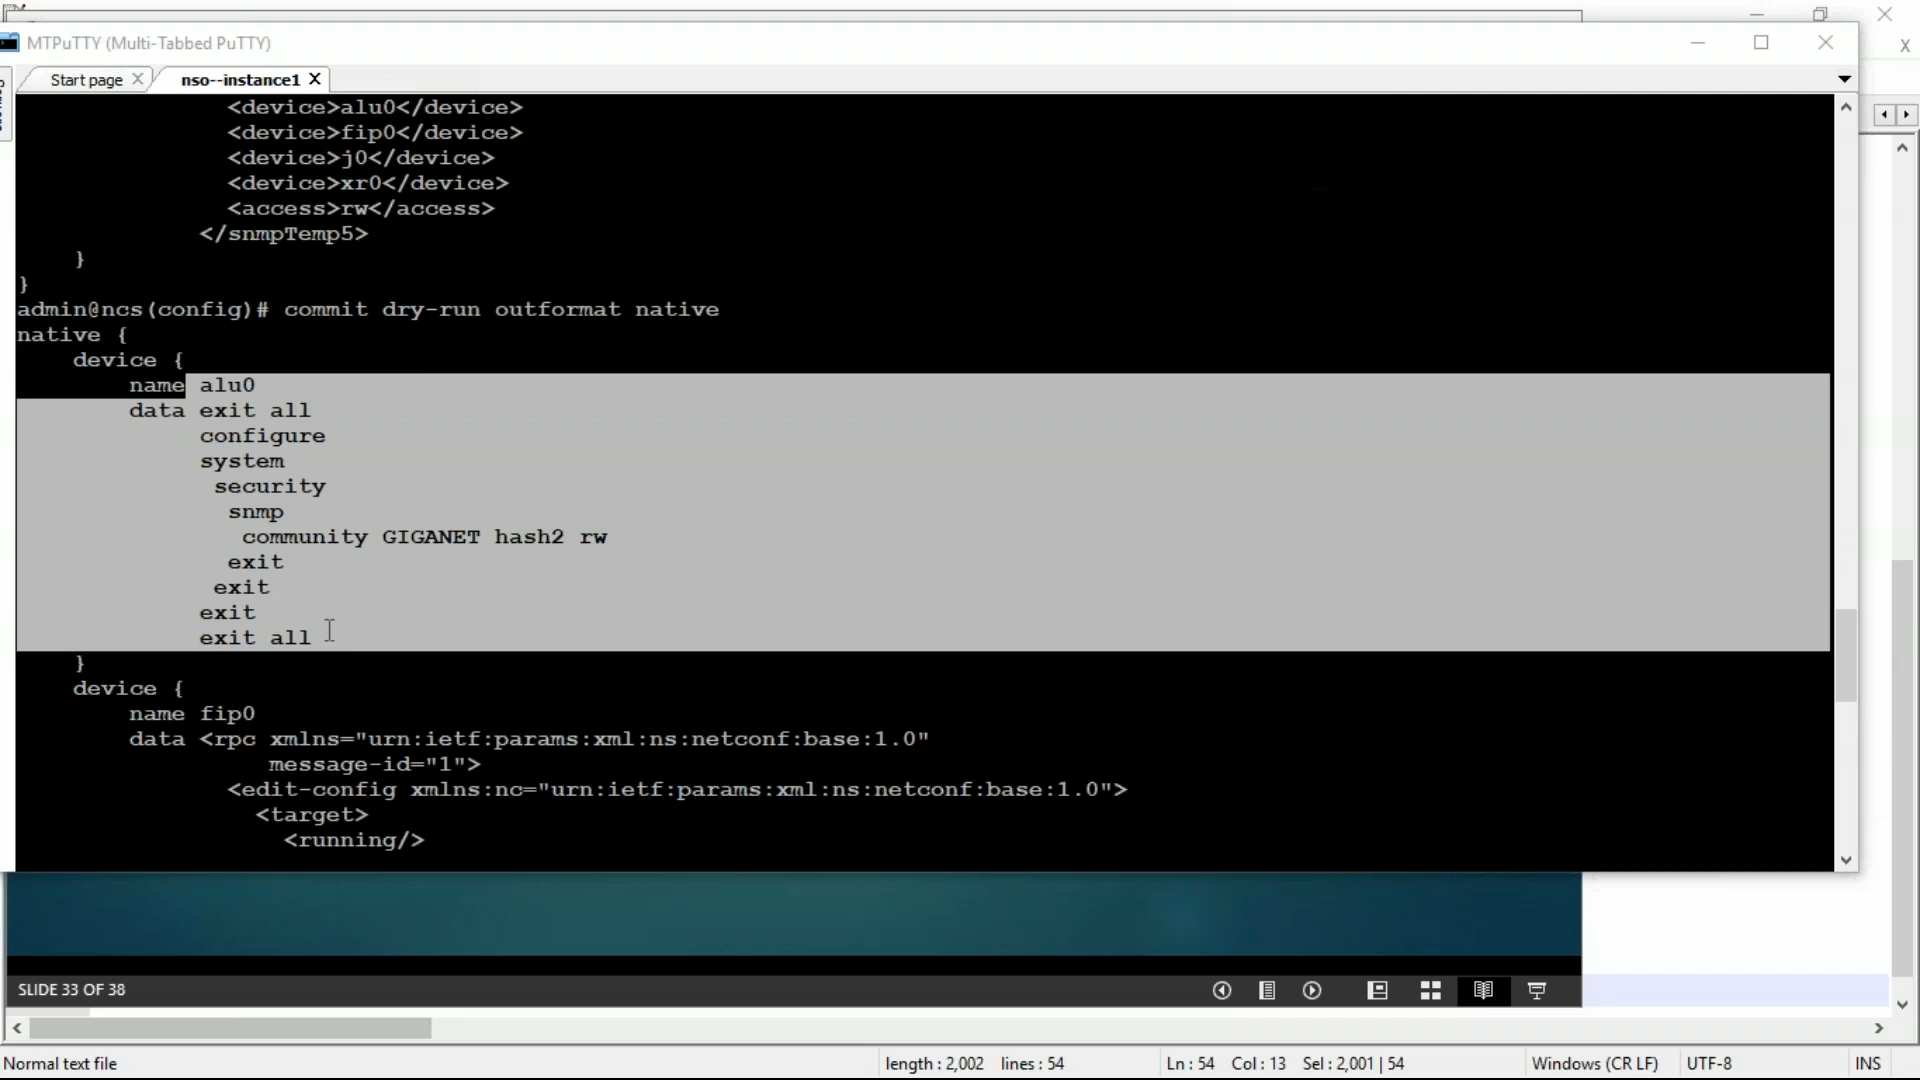 MTPuTTY (Multi-Tabbed PuTTY)
Start page
nso--instance1
<device>alu0</device>
<device>fip0</device>
<device>j0</device>
<device>xr0</device>
<access>rw</access>
</snmpTemp5>
}
}
admin@ncs(config)# commit dry-run outformat native
native {
device {
name alu0
data exit all
configure
system
security
snmp
community GIGANET hash2 rw
exit
exit
exit
exit all
}
device {
name fip0
data <rpc xmlns="urn:ietf:params:xml:ns:netconf:base:1.0"
message-id="1">
<edit-config xmlns:nc="urn:ietf:params:xml:ns:netconf:base:1.0">
<target>
<running/>
SLIDE 33 OF 38
Normal text file length : 2,002 lines : 54 Ln : 54 Col : 13 Sel : 2,001 | 54 Windows (CR LF) UTF-8 INS